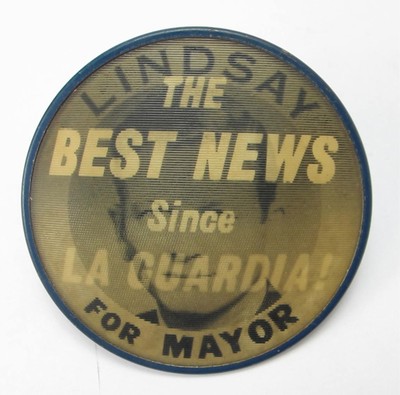 LINDSAY
THE
BEST NEWS
Since
LA GUARDIA!
FOR MAYOR